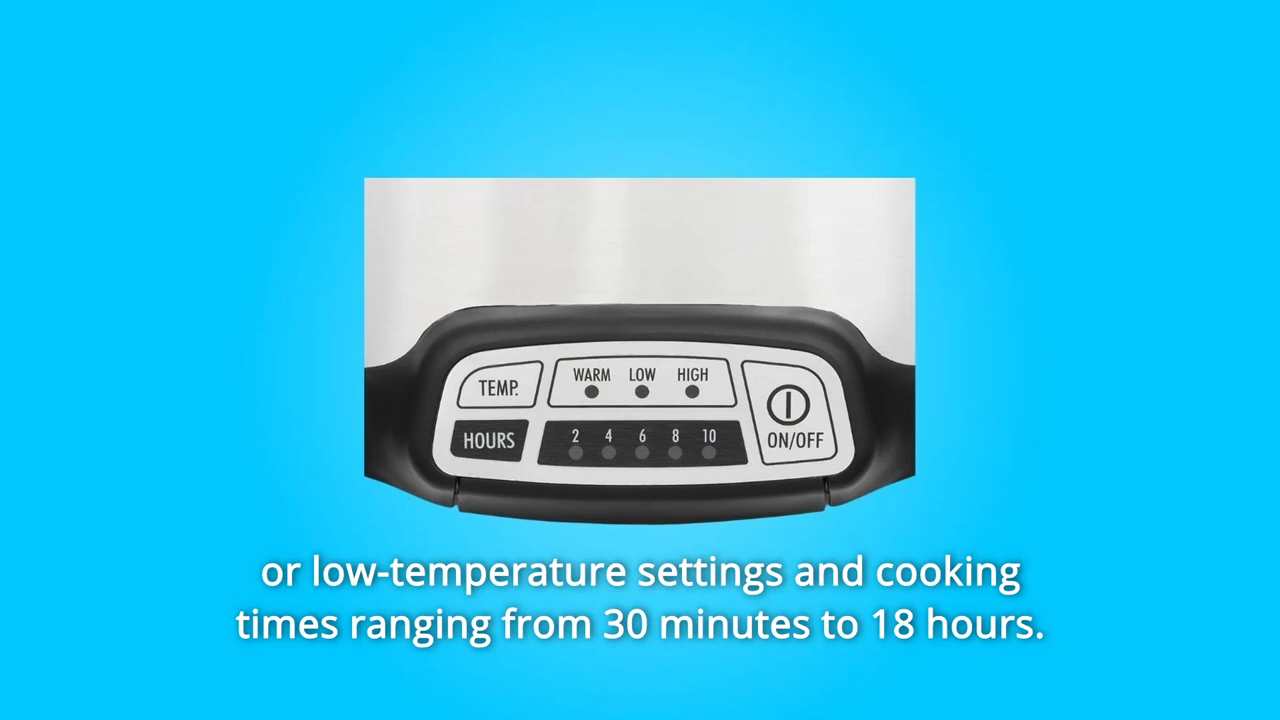 TEMP.
WARM LOW HIGH
HOURS
2 4 6 8 10
ON/OFF
or low-temperature settings and cooking
times ranging from 30 minutes to 18 hours.